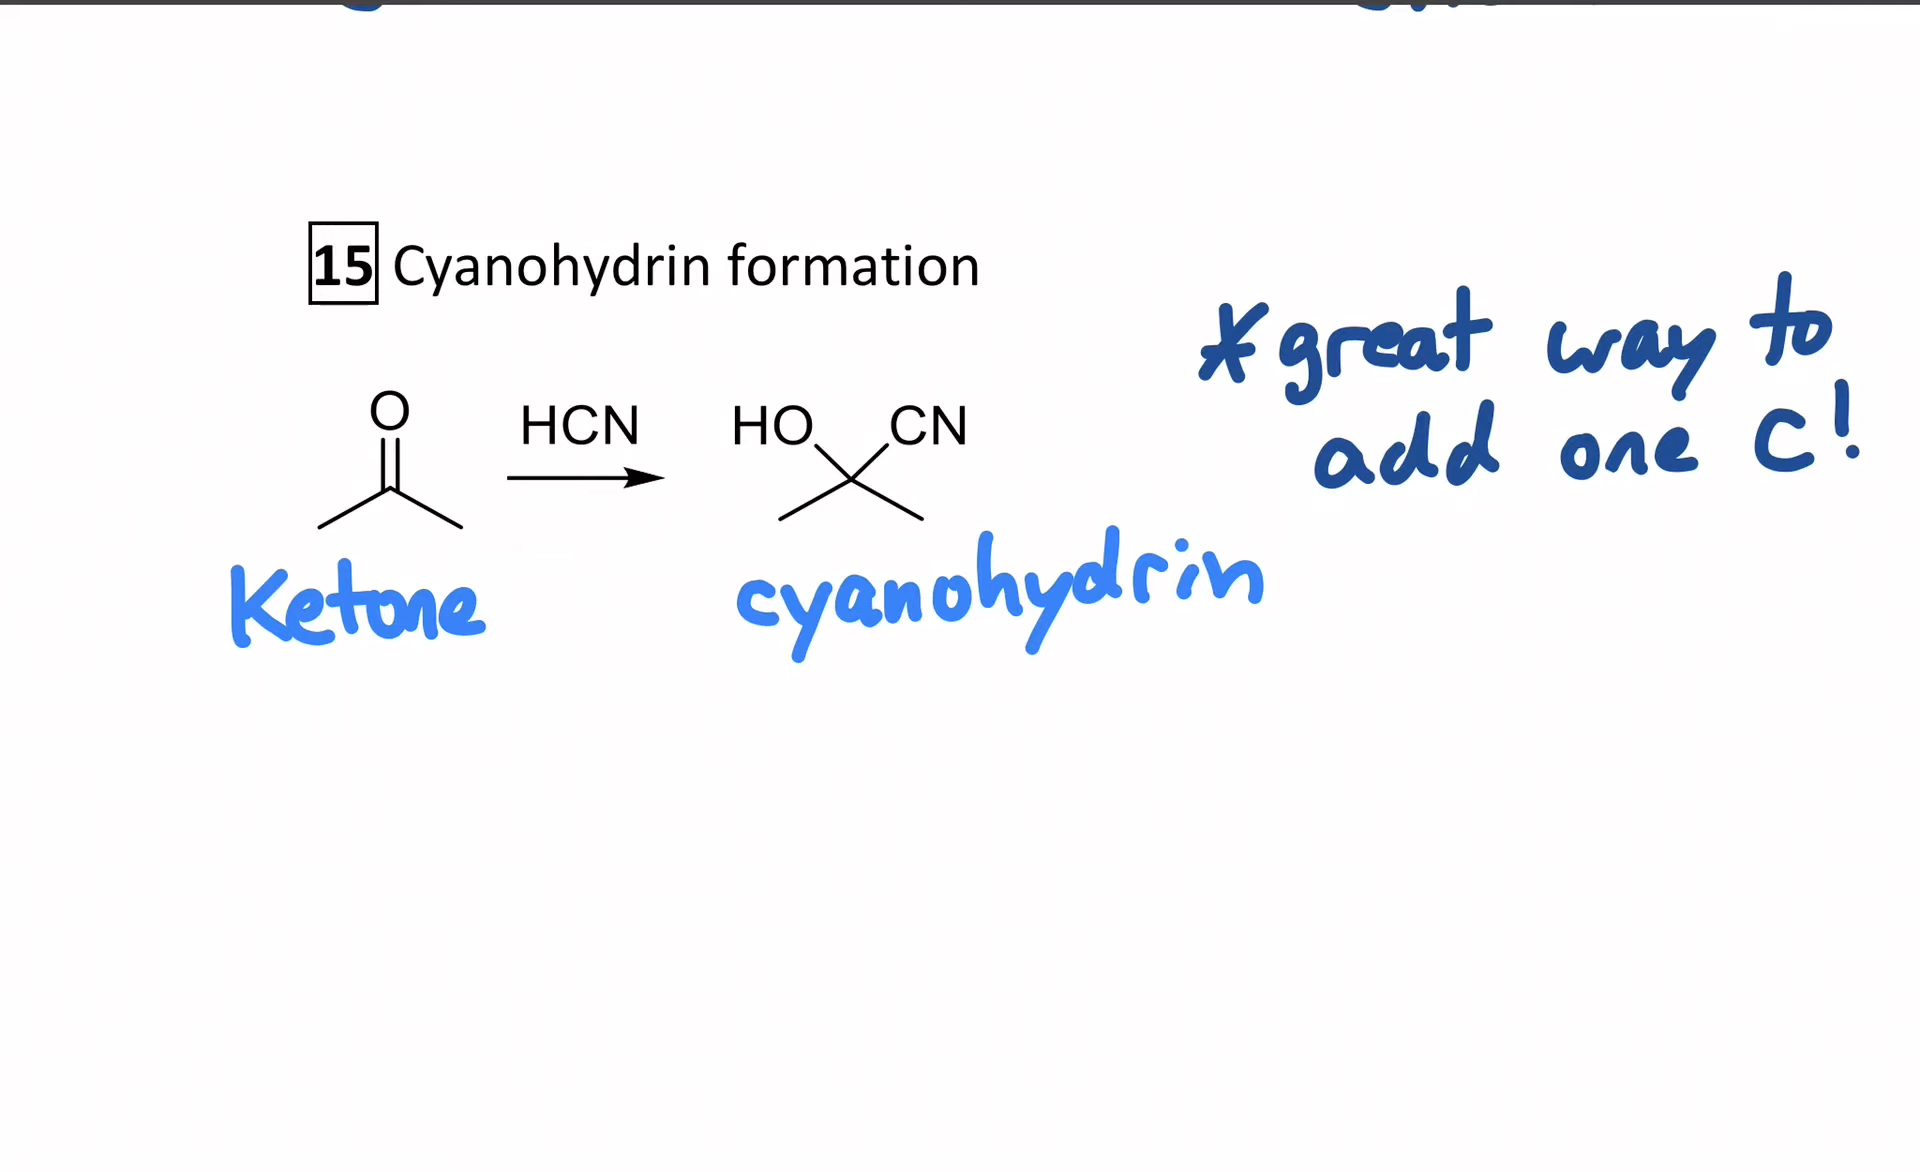 15 Cyanohydrin formation
*great way to
add one C!
O
HCN
HO CN
Ketone
cyanohydrin